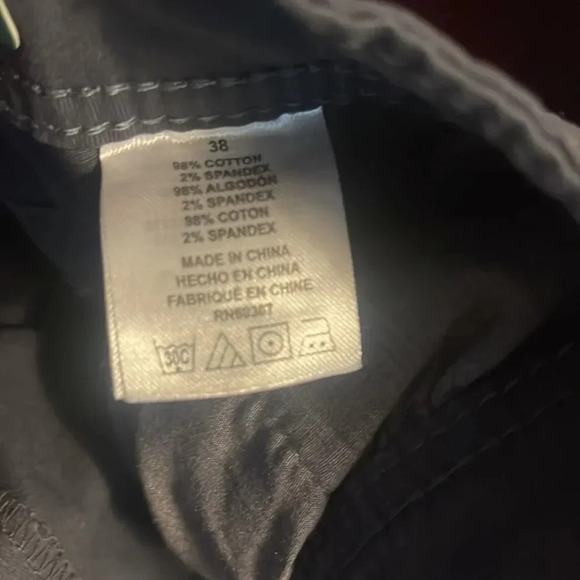 38
98% COTTON
2% SPANDEX
98% ALGODÓN
2% SPANDEX
98% COTON
2% SPANDEX
MADE IN CHINA
HECHO EN CHINA
FABRIQUÉ EN CHINE
30C